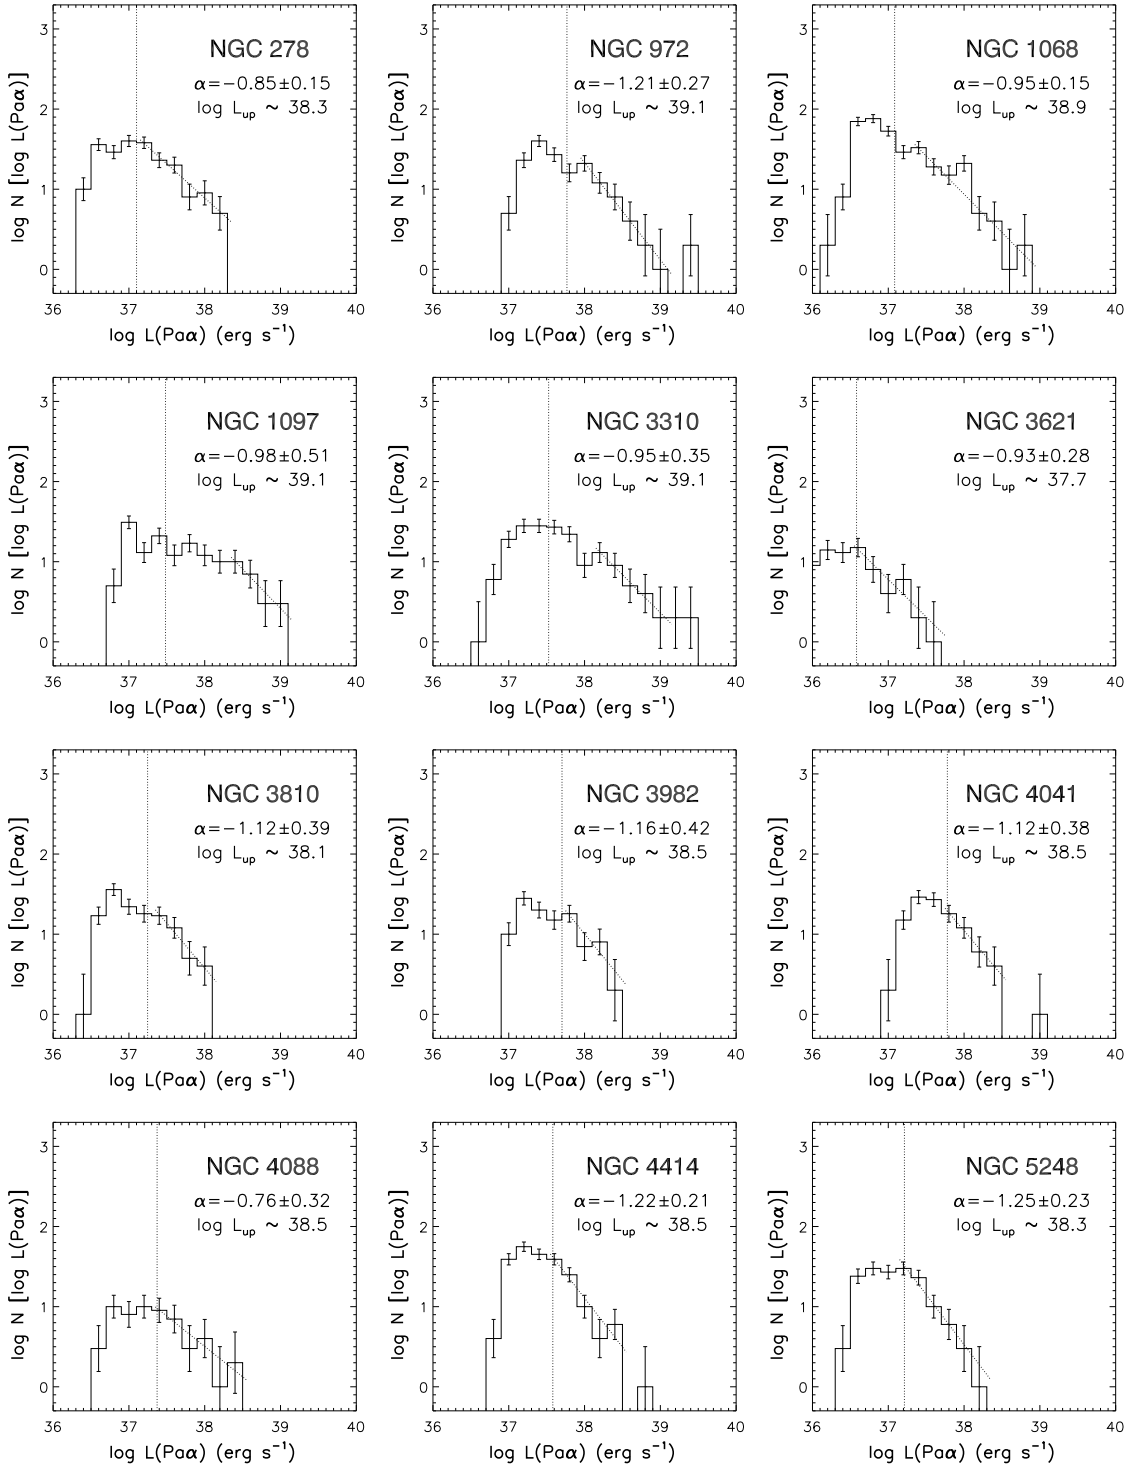 NGC 278
α=−0.85±0.15
log L_up ~ 38.3
log N [log L(Paα)]
3
2
1
0
36 37 38 39 40
log L(Paα) (erg s⁻¹)
NGC 972
α=−1.21±0.27
log L_up ~ 39.1
log N [log L(Paα)]
3
2
1
0
36 37 38 39 40
log L(Paα) (erg s⁻¹)
NGC 1068
α=−0.95±0.15
log L_up ~ 38.9
log N [log L(Paα)]
3
2
1
0
36 37 38 39 40
log L(Paα) (erg s⁻¹)
NGC 1097
α=−0.98±0.51
log L_up ~ 39.1
log N [log L(Paα)]
3
2
1
0
36 37 38 39 40
log L(Paα) (erg s⁻¹)
NGC 3310
α=−0.95±0.35
log L_up ~ 39.1
log N [log L(Paα)]
3
2
1
0
36 37 38 39 40
log L(Paα) (erg s⁻¹)
NGC 3621
α=−0.93±0.28
log L_up ~ 37.7
log N [log L(Paα)]
3
2
1
0
36 37 38 39 40
log L(Paα) (erg s⁻¹)
NGC 3810
α=−1.12±0.39
log L_up ~ 38.1
log N [log L(Paα)]
3
2
1
0
36 37 38 39 40
log L(Paα) (erg s⁻¹)
NGC 3982
α=−1.16±0.42
log L_up ~ 38.5
log N [log L(Paα)]
3
2
1
0
36 37 38 39 40
log L(Paα) (erg s⁻¹)
NGC 4041
α=−1.12±0.38
log L_up ~ 38.5
log N [log L(Paα)]
3
2
1
0
36 37 38 39 40
log L(Paα) (erg s⁻¹)
NGC 4088
α=−0.76±0.32
log L_up ~ 38.5
log N [log L(Paα)]
3
2
1
0
36 37 38 39 40
log L(Paα) (erg s⁻¹)
NGC 4414
α=−1.22±0.21
log L_up ~ 38.5
log N [log L(Paα)]
3
2
1
0
36 37 38 39 40
log L(Paα) (erg s⁻¹)
NGC 5248
α=−1.25±0.23
log L_up ~ 38.3
log N [log L(Paα)]
3
2
1
0
36 37 38 39 40
log L(Paα) (erg s⁻¹)